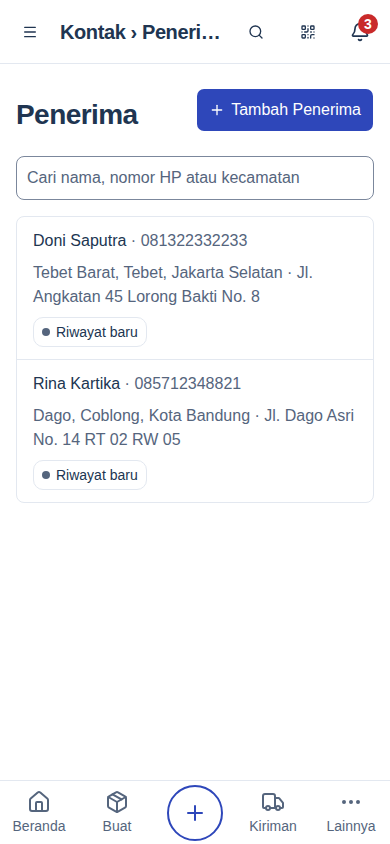 Kontak › Peneri…
3
Penerima
Tambah Penerima
Cari nama, nomor HP atau kecamatan
Doni Saputra · 081322332233
Tebet Barat, Tebet, Jakarta Selatan · Jl.
Angkatan 45 Lorong Bakti No. 8
Riwayat baru
Rina Kartika · 085712348821
Dago, Coblong, Kota Bandung · Jl. Dago Asri
No. 14 RT 02 RW 05
Riwayat baru
Beranda
Buat
Kiriman
Lainnya